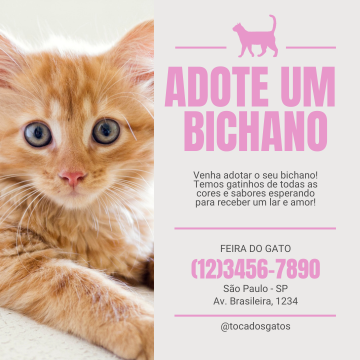 ADOTE UM
BICHANO
Venha adotar o seu bichano!
Temos gatinhos de todas as
cores e sabores esperando
para receber um lar e amor!
FEIRA DO GATO
(12)3456-7890
São Paulo - SP
Av. Brasileira, 1234
@tocadosgatos